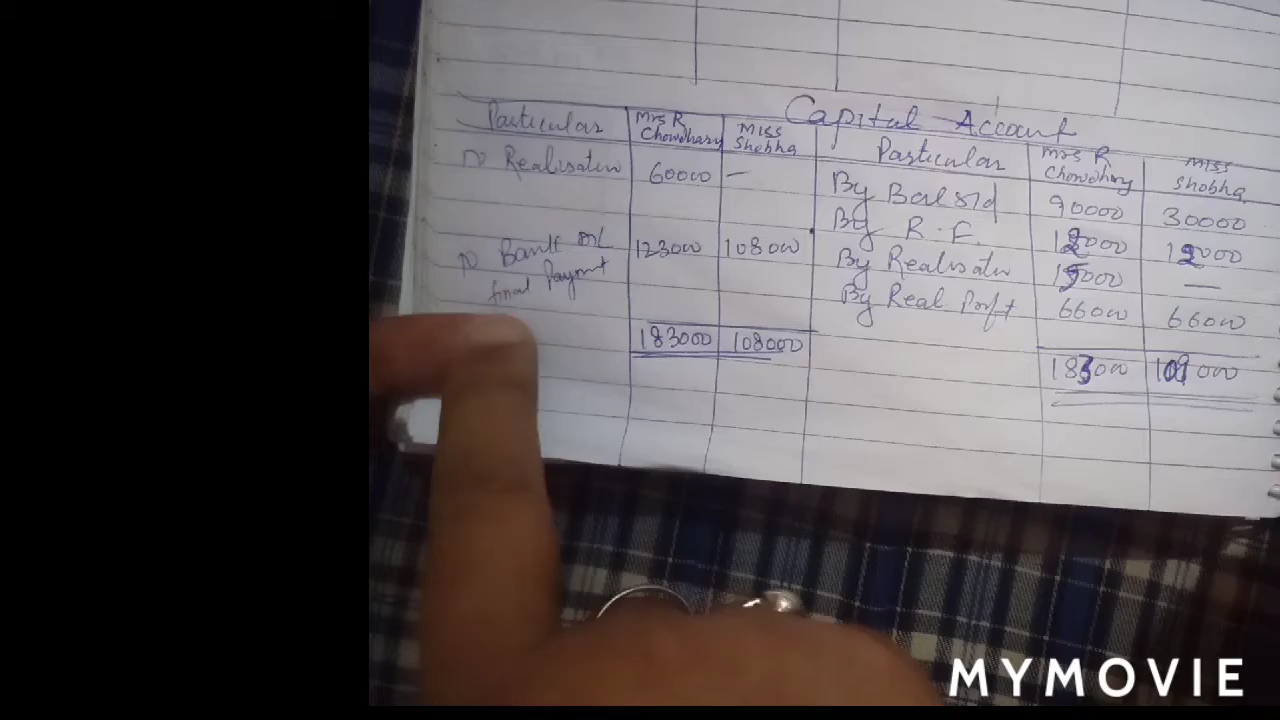 Capital Account
Particular Mrs R Chowdhary Miss Shobha Particular Mrs R Chowdhary Miss Shobha
To Realisation 60000 — By Bal b/d 90000 30000
By R.F. 12000 12000
To Bank A/c final Paymt 123000 108000 By Realisation 15000 —
By Real Proft 66000 66000
183000 108000 183000 108000
MYMOVIE